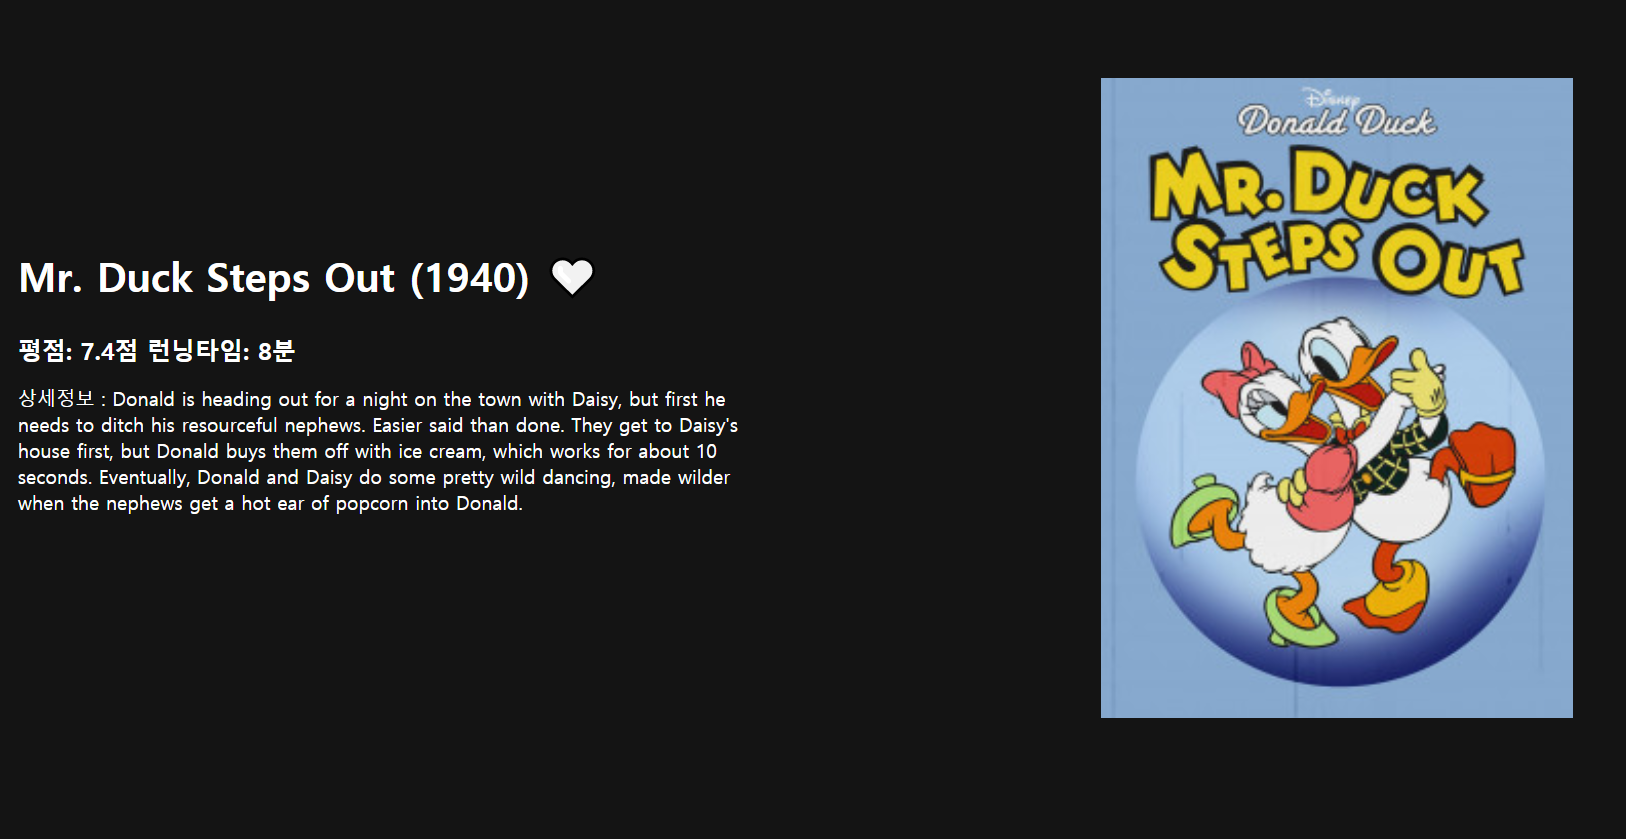 Mr. Duck Steps Out (1940)
평점: 7.4점 런닝타임: 8분
상세정보 : Donald is heading out for a night on the town with Daisy, but first he
needs to ditch his resourceful nephews. Easier said than done. They get to Daisy's
house first, but Donald buys them off with ice cream, which works for about 10
seconds. Eventually, Donald and Daisy do some pretty wild dancing, made wilder
when the nephews get a hot ear of popcorn into Donald.
Disney
Donald Duck
MR. DUCK
STEPS OUT